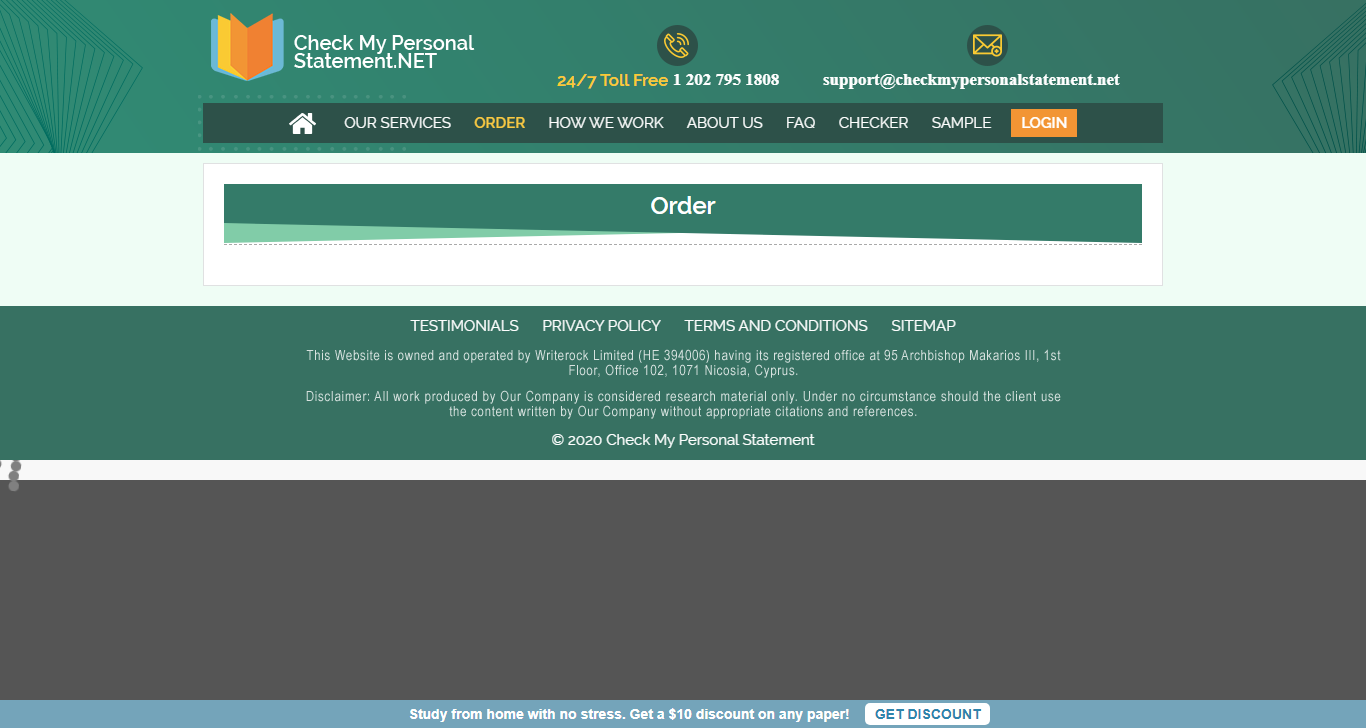 Check My Personal
Statement.NET
24/7 Toll Free 1 202 795 1808
support@checkmypersonalstatement.net
OUR SERVICES ORDER HOW WE WORK ABOUT US FAQ CHECKER SAMPLE LOGIN
Order
TESTIMONIALS PRIVACY POLICY TERMS AND CONDITIONS SITEMAP
This Website is owned and operated by Writerock Limited (HE 394006) having its registered office at 95 Archbishop Makarios III, 1st
Floor, Office 102, 1071 Nicosia, Cyprus.
Disclaimer: All work produced by Our Company is considered research material only. Under no circumstance should the client use
the content written by Our Company without appropriate citations and references.
© 2020 Check My Personal Statement
Study from home with no stress. Get a $10 discount on any paper! GET DISCOUNT